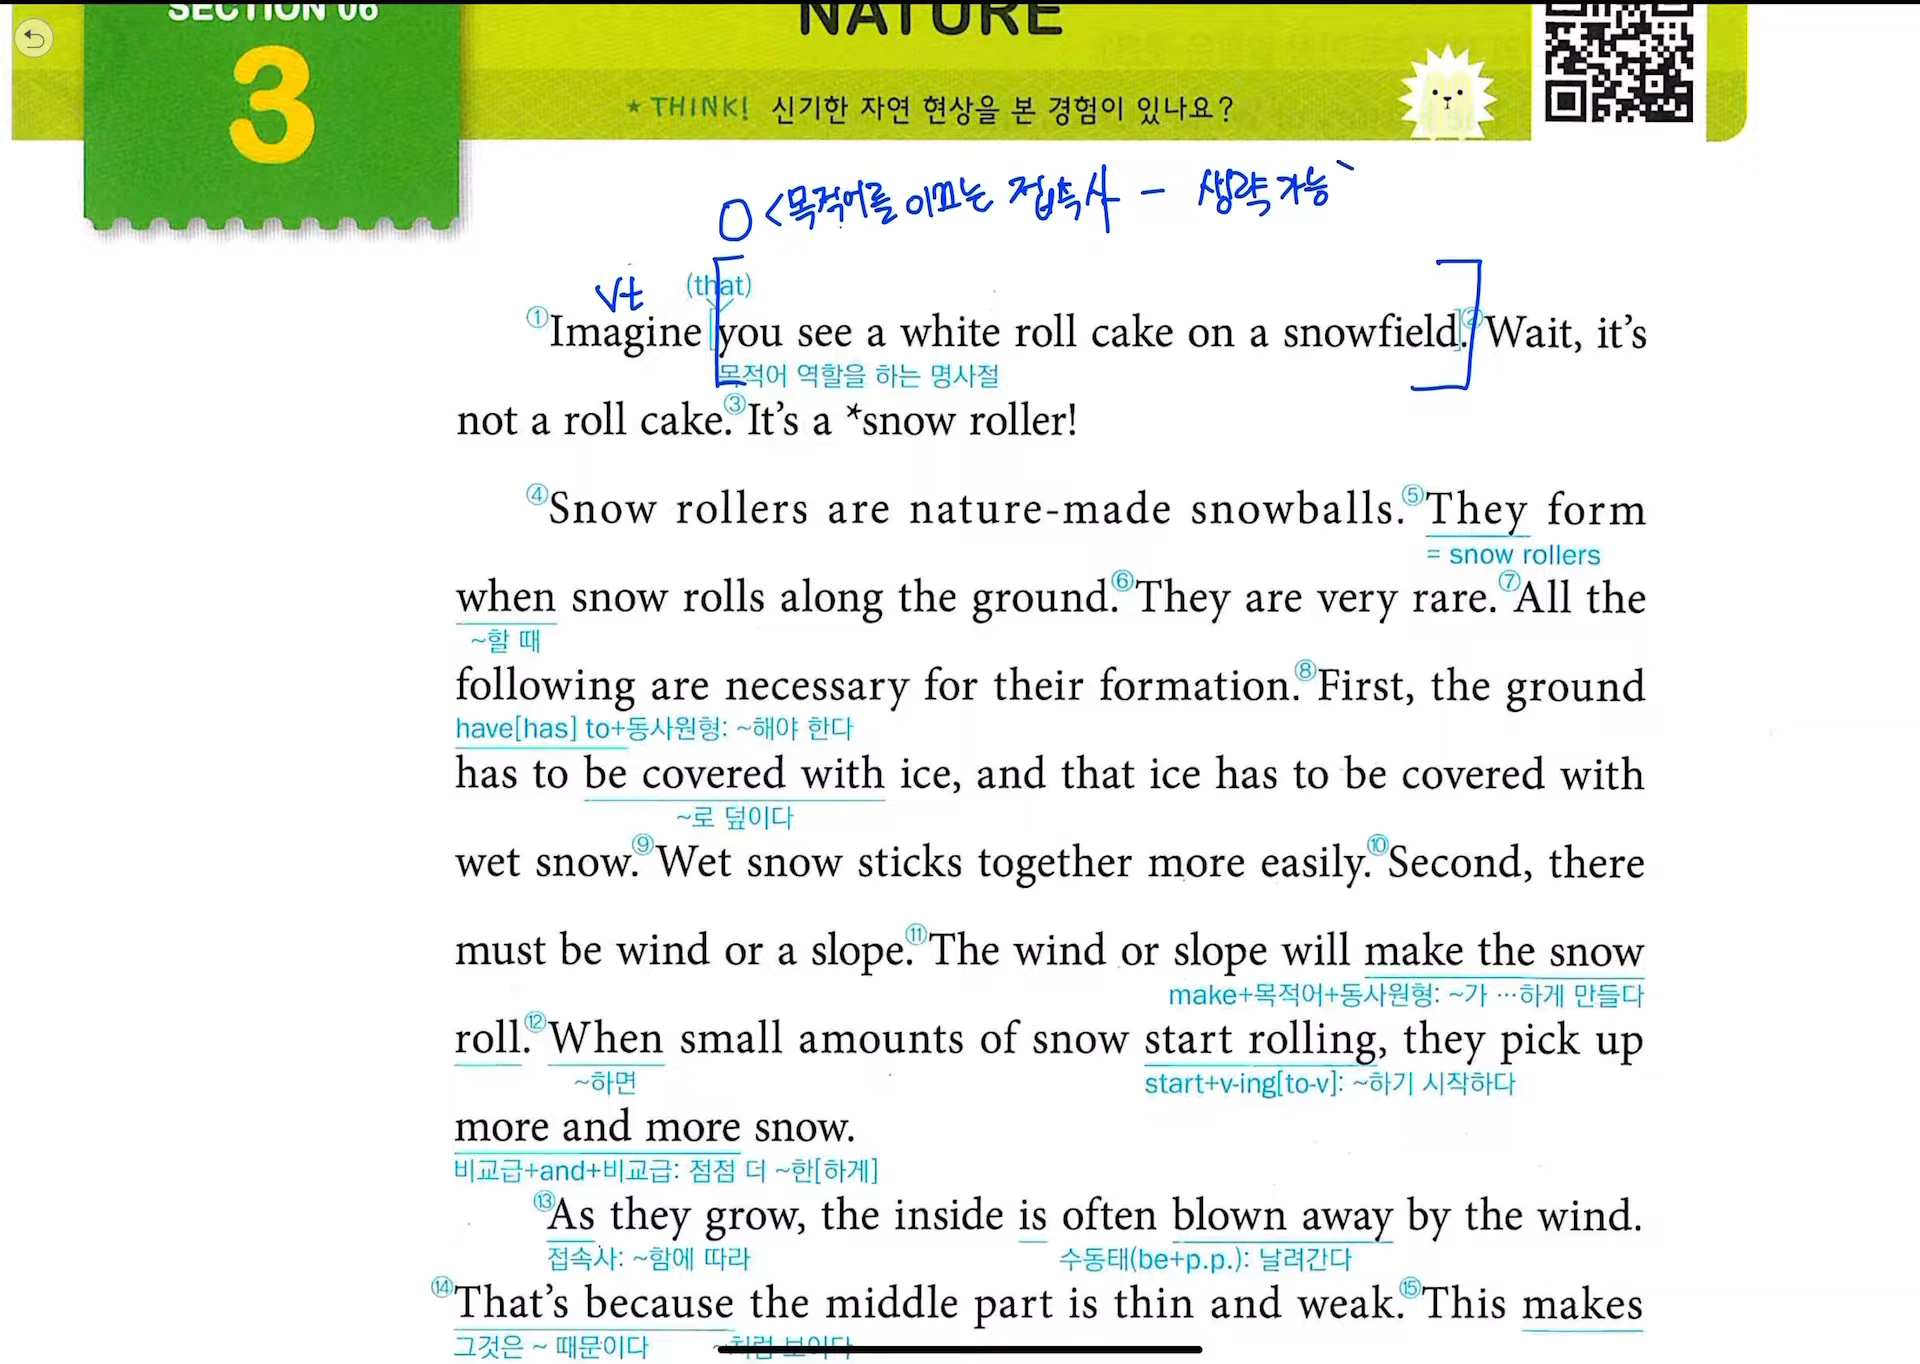 SECTION 06
3
NATURE
★ THINK! 신기한 자연 현상을 본 경험이 있나요?
O <목적어를 이끄는 접속사 - 생략 가능
vt (that)
①Imagine [you see a white roll cake on a snowfield]. ②Wait, it's
목적어 역할을 하는 명사절
not a roll cake. ③It's a *snow roller!
④Snow rollers are nature-made snowballs. ⑤They form
= snow rollers
when snow rolls along the ground. ⑥They are very rare. ⑦All the
~할 때
following are necessary for their formation. ⑧First, the ground
have[has] to+동사원형: ~해야 한다
has to be covered with ice, and that ice has to be covered with
~로 덮이다
wet snow. ⑨Wet snow sticks together more easily. ⑩Second, there
must be wind or a slope. ⑪The wind or slope will make the snow
make+목적어+동사원형: ~가 …하게 만들다
roll. ⑫When small amounts of snow start rolling, they pick up
~하면 start+v-ing[to-v]: ~하기 시작하다
more and more snow.
비교급+and+비교급: 점점 더 ~한[하게]
⑬As they grow, the inside is often blown away by the wind.
접속사: ~함에 따라 수동태(be+p.p.): 날려간다
⑭That's because the middle part is thin and weak. ⑮This makes
그것은 ~ 때문이다 ~처럼 보이다